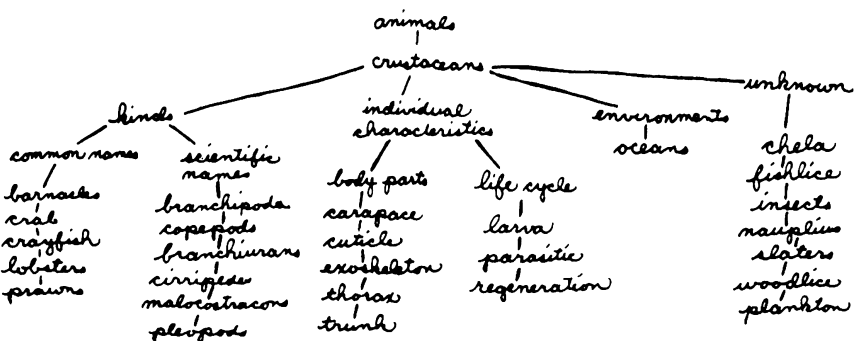 animals
crustaceans
kinds
common names
barnacles
crab
crayfish
lobsters
prawns
scientific
names
branchipoda
copepods
branchiurans
cirripedes
malocostracons
pleopods
individual
characteristics
body parts
carapace
cuticle
exoskeleton
thorax
trunk
life cycle
larva
parasitic
regeneration
environments
oceans
unknown
chela
fishlice
insects
nauplius
slaters
woodlice
plankton